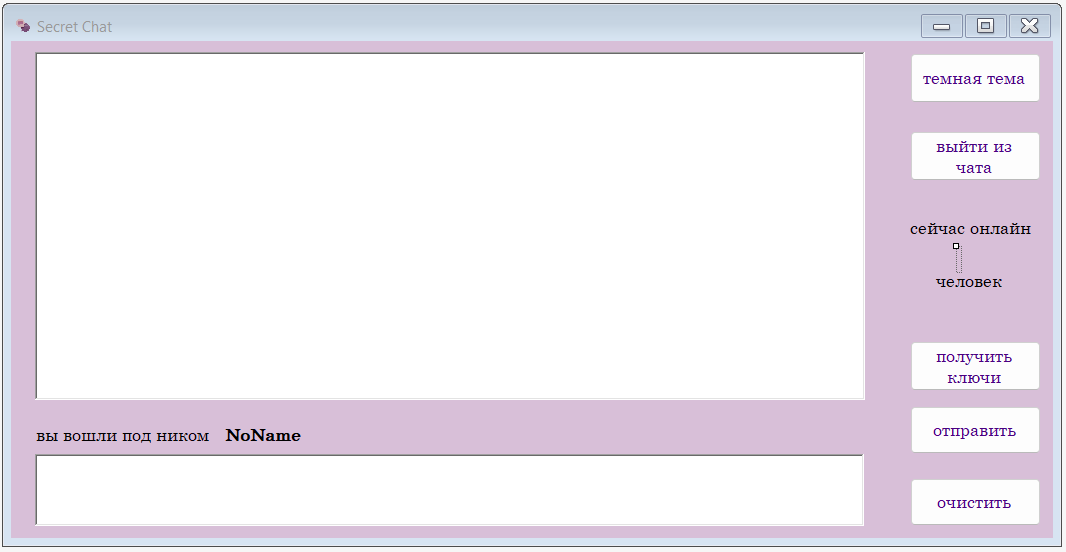 Secret Chat
темная тема
выйти из
чата
сейчас онлайн
человек
получить
ключи
вы вошли под ником NoName
отправить
очистить